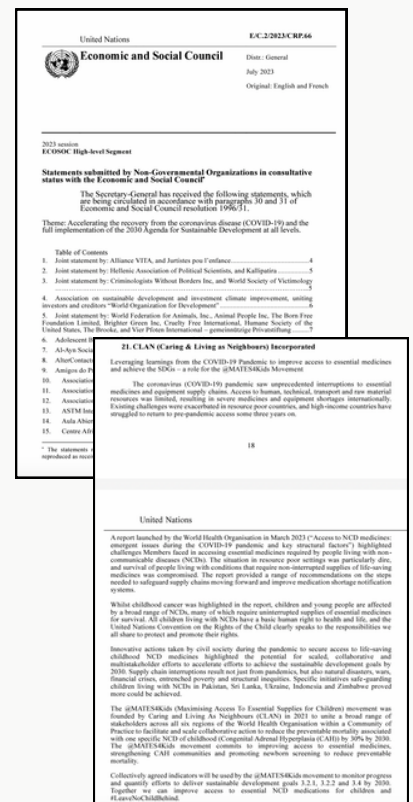 United Nations
E/C.2/2023/CRP.66
Economic and Social Council
Distr.: General
July 2023
Original: English and French
2023 session
ECOSOC High-level Segment
Statements submitted by Non-Governmental Organizations in consultative
status with the Economic and Social Council*
The Secretary-General has received the following statements, which
are being circulated in accordance with paragraphs 30 and 31 of
Economic and Social Council resolution 1996/31.
Theme: Accelerating the recovery from the coronavirus disease (COVID-19) and the
full implementation of the 2030 Agenda for Sustainable Development at all levels.
Table of Contents
1. Joint statement by: Alliance VITA, and Juristes pou l'enfance...4
2. Joint statement by: Hellenic Association of Political Scientists, and Kallipatira...5
3. Joint statement by: Criminologists Without Borders Inc, and World Society of Victimology
...5
4. Association on sustainable development and investment climate improvement, uniting
investors and creditors "World Organization for Development"...6
5. Joint statement by: World Federation for Animals, Inc., Animal People Inc, The Born Free
Foundation Limited, Brighter Green Inc, Cruelty Free International, Humane Society of the
United States, The Brooke, and Vier Pfoten International – gemeinnützige Privatstiftung...7
6. Adolescent
7. Al-Ayn Socia
8. AlterContacts
9. Amigos do P
10. Association
11. Association
12. Association
13. ASTM Inte
14. Aula Abier
15. Centre Afri
* The statements
reproduced as recei
21. CLAN (Caring & Living as Neighbours) Incorporated
Leveraging learnings from the COVID-19 Pandemic to improve access to essential medicines
and achieve the SDGs – a role for the @MATES4Kids Movement
The coronavirus (COVID-19) pandemic saw unprecedented interruptions to essential
medicines and equipment supply chains. Access to human, technical, transport and raw material
resources was limited, resulting in severe medicines and equipment shortages internationally.
Existing challenges were exacerbated in resource poor countries, and high-income countries have
struggled to return to pre-pandemic access some three years on.
18
United Nations
A report launched by the World Health Organisation in March 2023 ("Access to NCD medicines:
emergent issues during the COVID-19 pandemic and key structural factors") highlighted
challenges Members faced in accessing essential medicines required by people living with non-
communicable diseases (NCDs). The situation in resource poor settings was particularly dire,
and survival of people living with conditions that require non-interrupted supplies of life-saving
medicines was compromised. The report provided a range of recommendations on the steps
needed to safeguard supply chains moving forward and improve medication shortage notification
systems.
Whilst childhood cancer was highlighted in the report, children and young people are affected
by a broad range of NCDs, many of which require uninterrupted supplies of essential medicines
for survival. All children living with NCDs have a basic human right to health and life, and the
United Nations Convention on the Rights of the Child clearly speaks to the responsibilities we
all share to protect and promote their rights.
Innovative actions taken by civil society during the pandemic to secure access to life-saving
childhood NCD medicines highlighted the potential for scaled, collaborative and
multistakeholder efforts to accelerate efforts to achieve the sustainable development goals by
2030. Supply chain interruptions result not just from pandemics, but also natural disasters, wars,
financial crises, entrenched poverty and structural inequities. Specific initiatives safe-guarding
children living with NCDs in Pakistan, Sri Lanka, Ukraine, Indonesia and Zimbabwe proved
more could be achieved.
The @MATES4Kids (Maximising Access To Essential Supplies for Children) movement was
founded by Caring and Living As Neighbours (CLAN) in 2021 to unite a broad range of
stakeholders across all six regions of the World Health Organisation within a Community of
Practice to facilitate and scale collaborative action to reduce the preventable mortality associated
with one specific NCD of childhood (Congenital Adrenal Hyperplasia (CAH)) by 30% by 2030.
The @MATES4Kids movement commits to improving access to essential medicines,
strengthening CAH communities and promoting newborn screening to reduce preventable
mortality.
Collectively agreed indicators will be used by the @MATES4Kids movement to monitor progress
and quantify efforts to deliver sustainable development goals 3.2.1, 3.2.2 and 3.4 by 2030.
Together we can improve access to essential NCD medications for children and
#LeaveNoChildBehind.